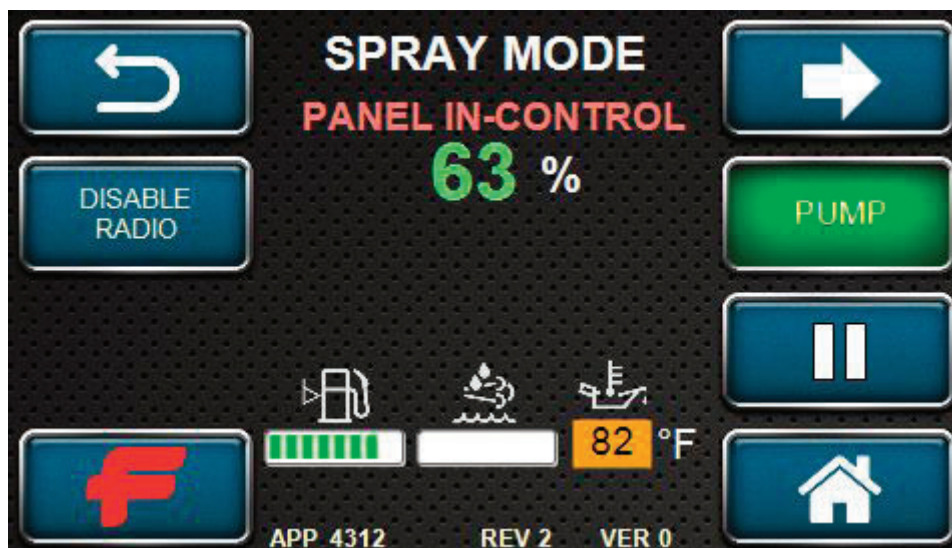 SPRAY MODE
PANEL IN-CONTROL
63 %
DISABLE
RADIO
PUMP
82 °F
APP 4312 REV 2 VER 0